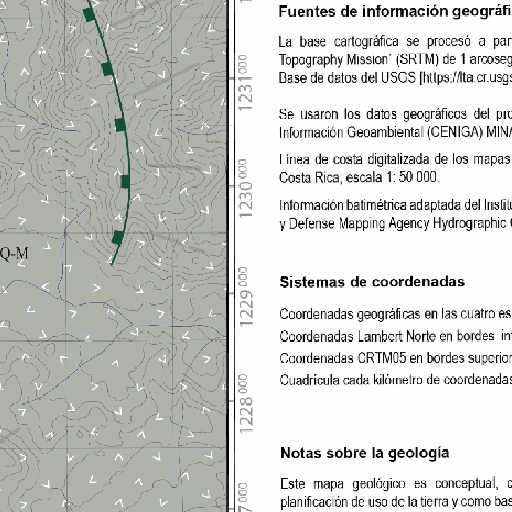 Q-M
1231000
1230000
1229000
1228000
7000
Fuentes de información geográfi
La base cartográfica se procesó a par
Topography Mission" (SRTM) de 1 arcoseg
Base de datos del USGS [https://lta.cr.usgs
Se usaron los datos geográficos del pro
Información Geoambiental (CENIGA) MINA
Línea de costa digitalizada de los mapas
Costa Rica, escala 1: 50 000.
Información batimétrica adaptada del Institu
y Defense Mapping Agency Hydrographic
Sistemas de coordenadas
Coordenadas geográficas en las cuatro es
Coordenadas Lambert Norte en bordes int
Coordenadas CRTM05 en bordes superior
Cuadrícula cada kilómetro de coordenadas
Notas sobre la geología
Este mapa geológico es conceptual, c
planificación de uso de la tierra y como bas